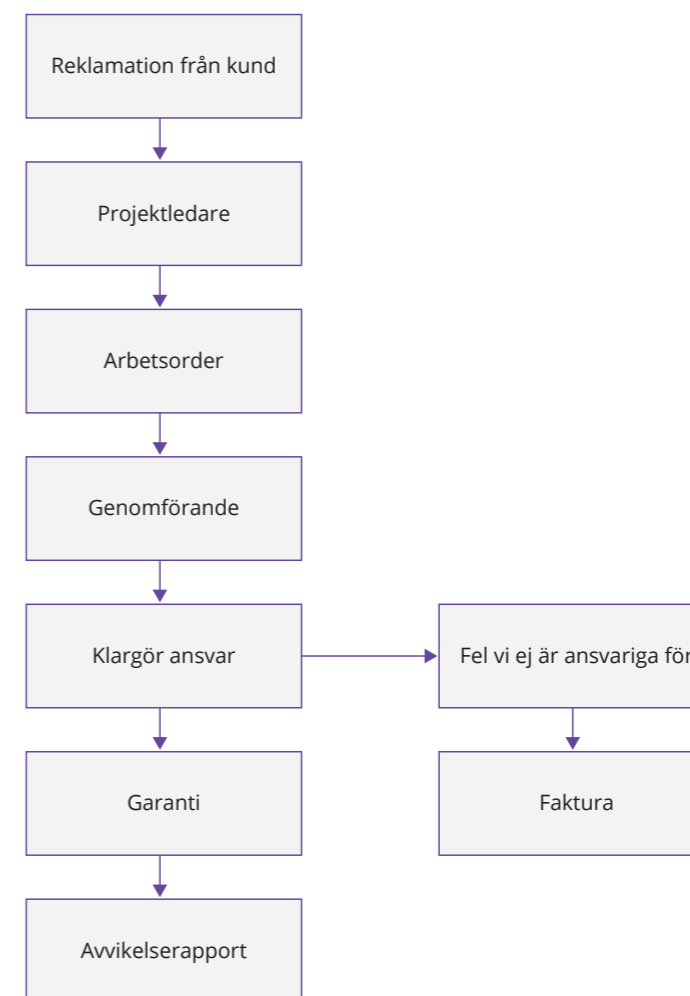 Reklamation från kund
Projektledare
Arbetsorder
Genomförande
Klargör ansvar
Fel vi ej är ansvariga för
Garanti
Faktura
Avvikelserapport